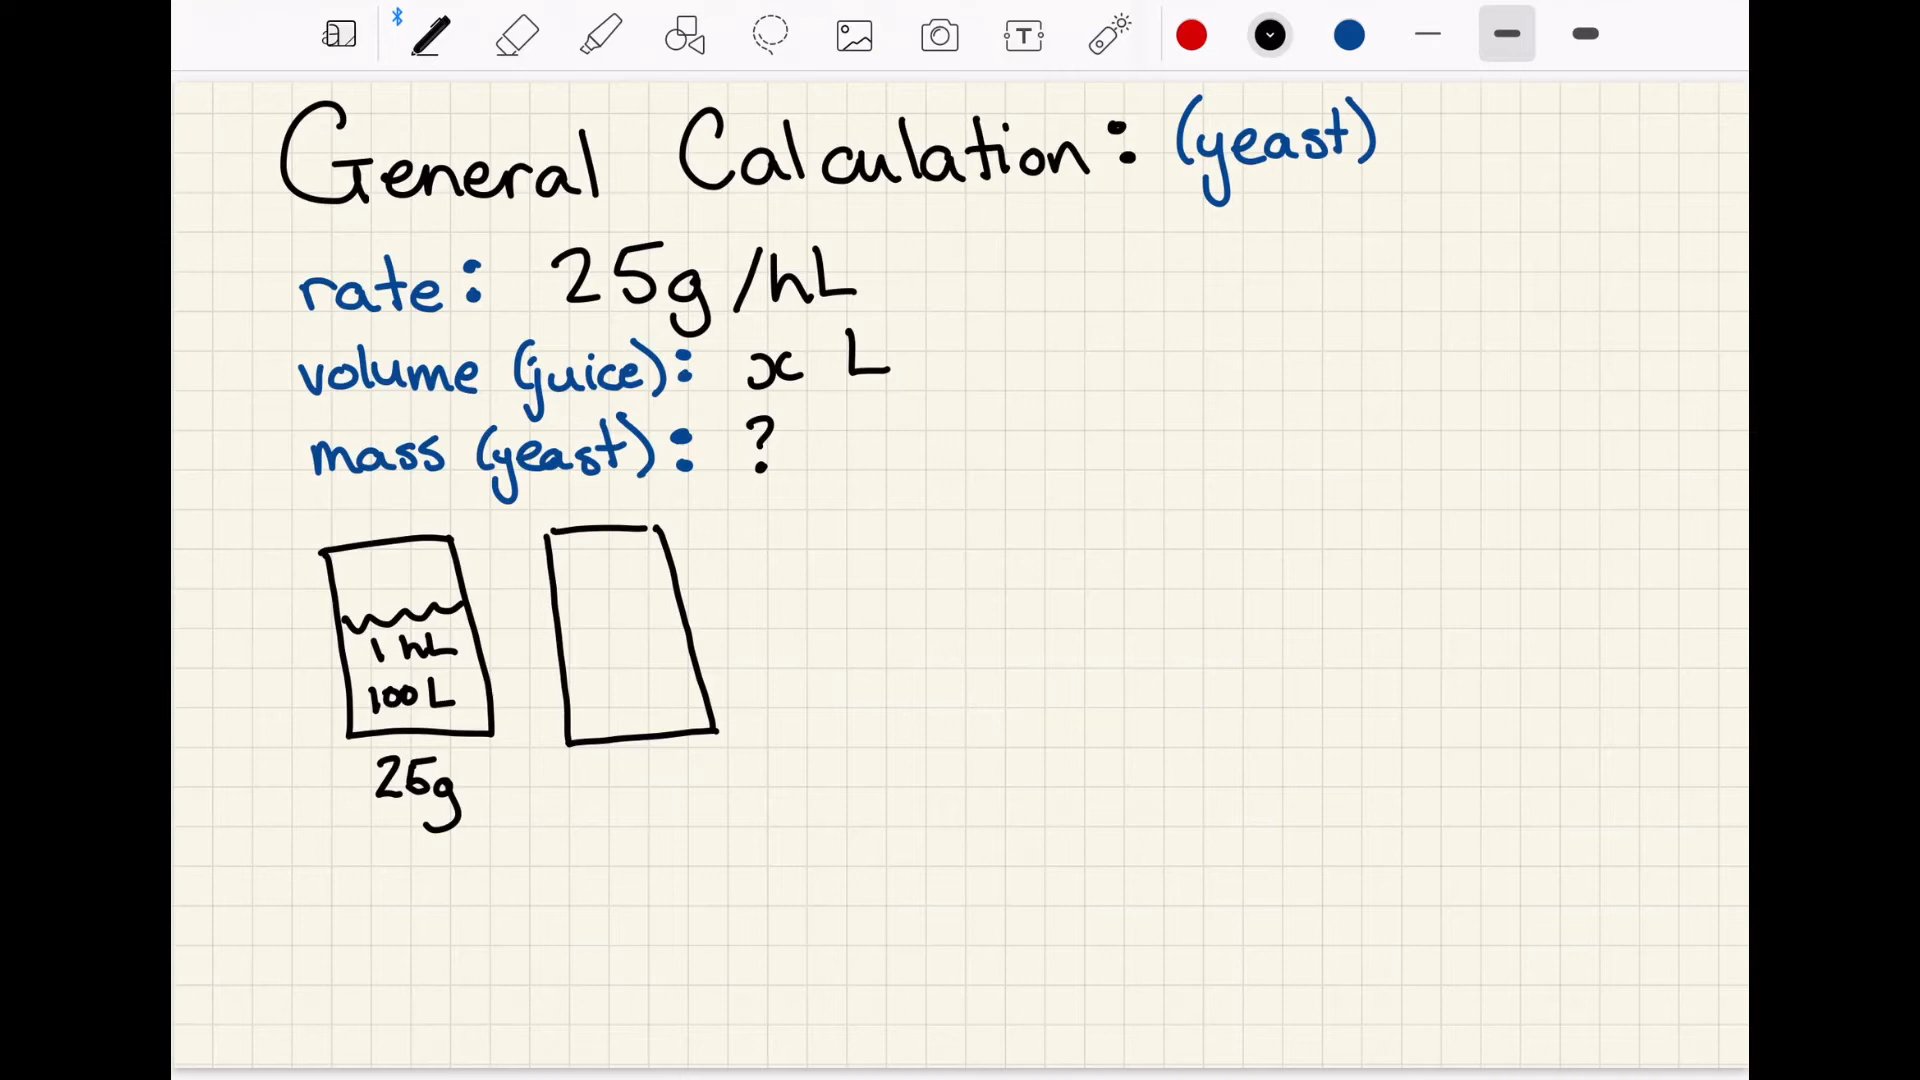 General Calculation: (yeast)
rate: 25g/hL
volume (juice): x L
mass (yeast): ?
1 hL
100 L
25g